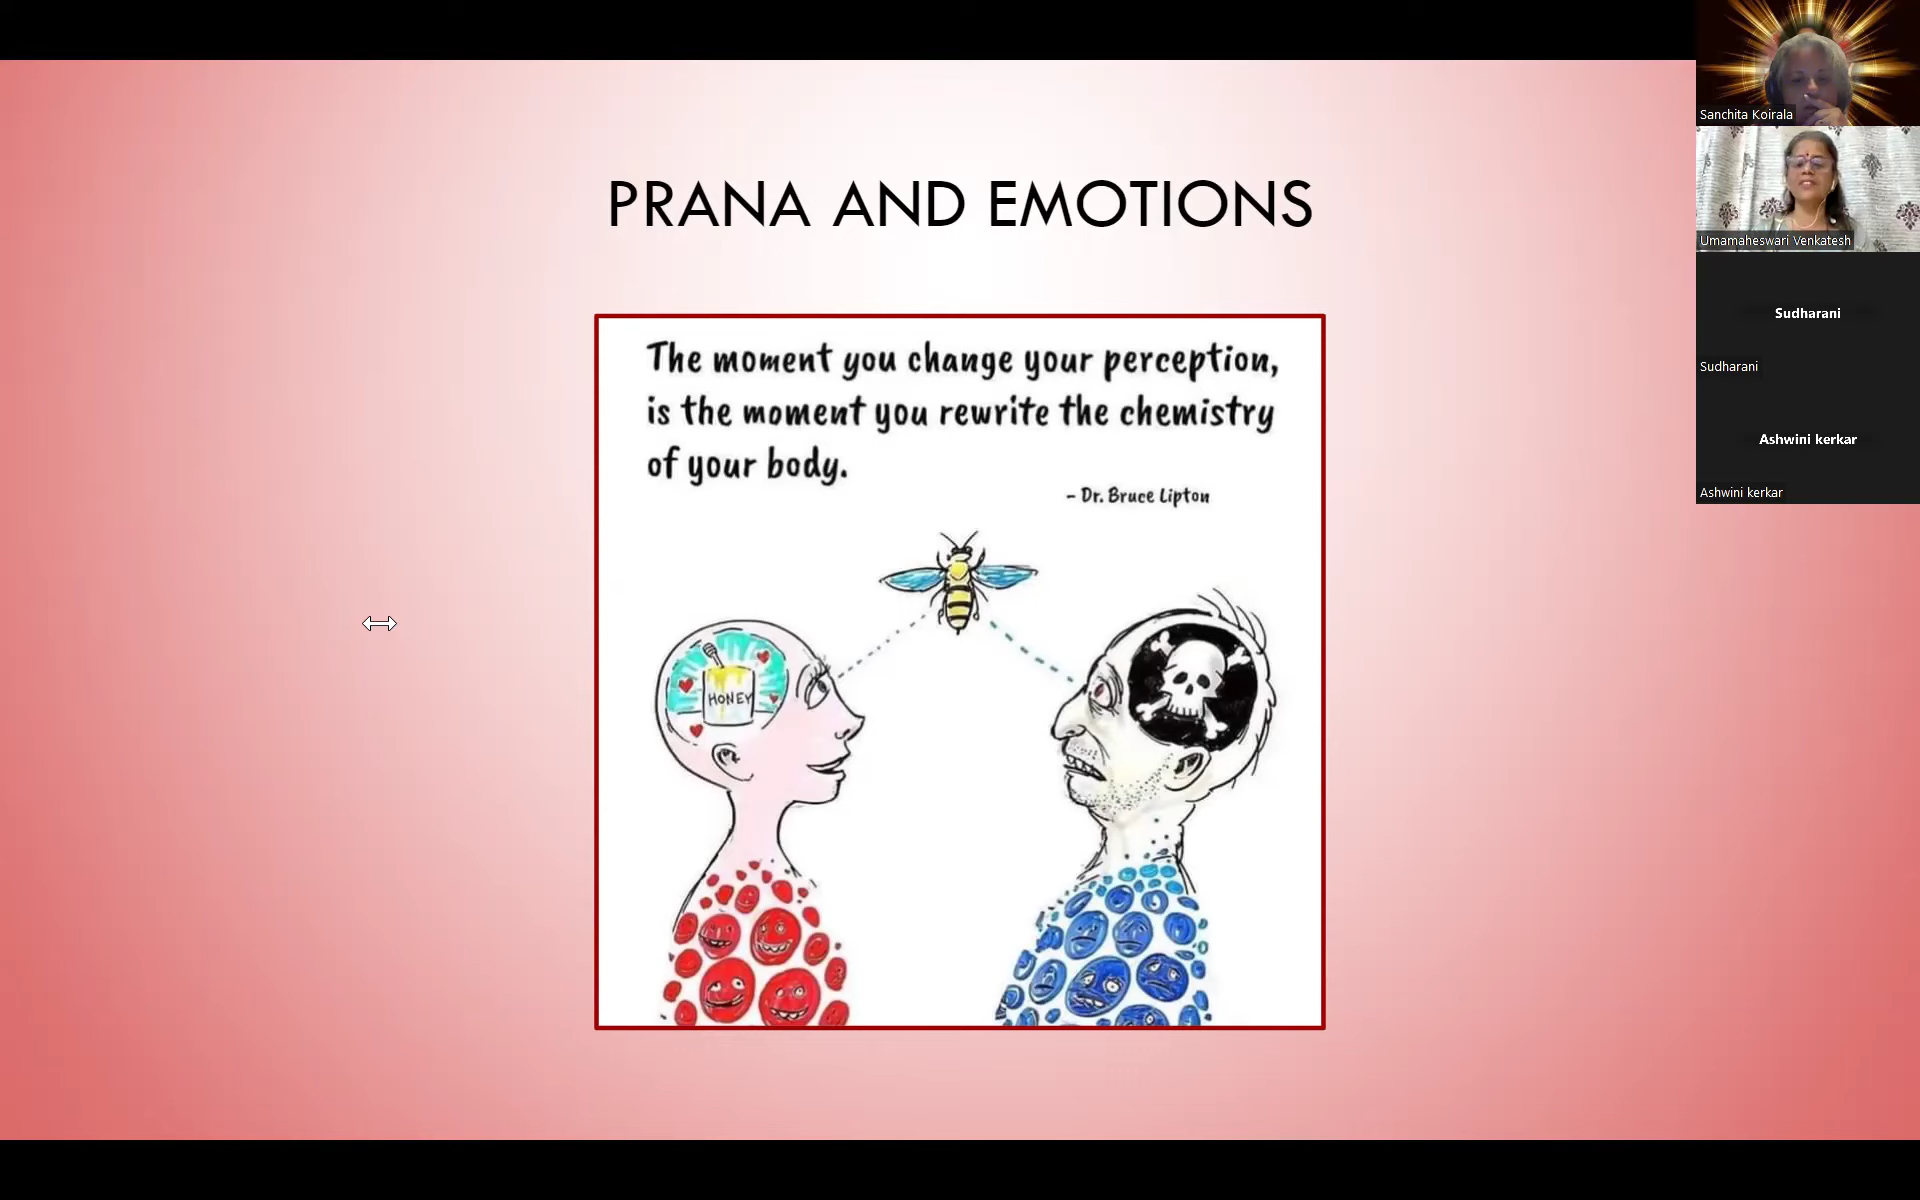 PRANA AND EMOTIONS
The moment you change your perception,
is the moment you rewrite the chemistry
of your body.
- Dr. Bruce Lipton
HONEY
Sanchita Koirala
Umamaheswari Venkatesh
Sudharani
Sudharani
Ashwini kerkar
Ashwini kerkar